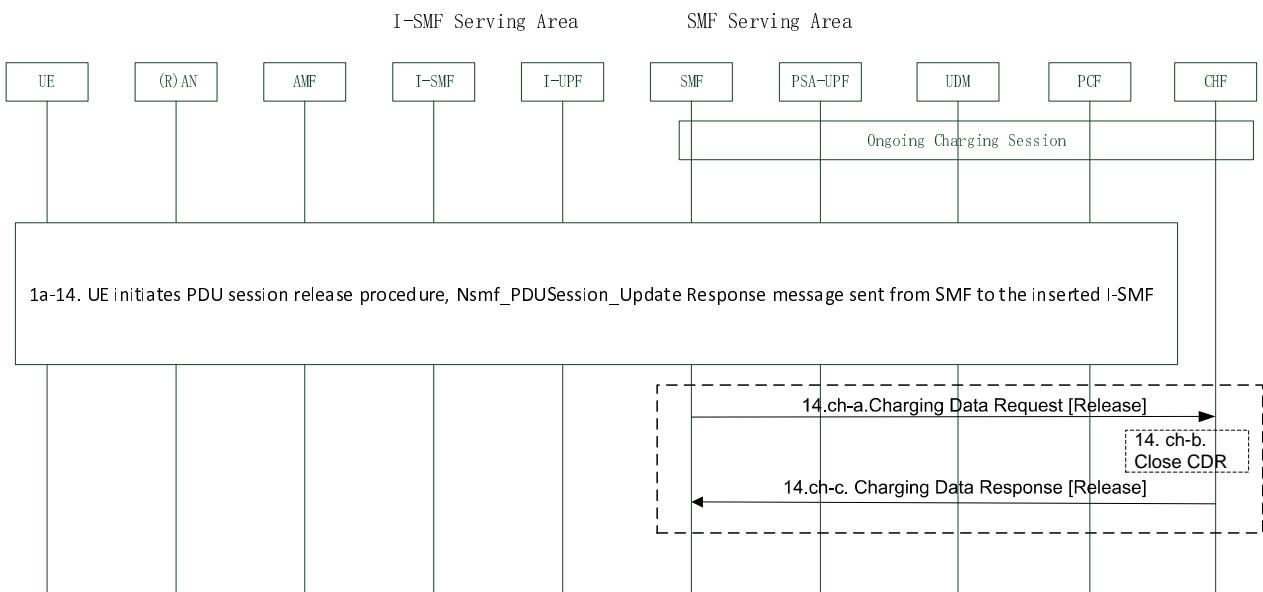 I-SMF Serving Area
SMF Serving Area
UE
(R)AN
AMF
I-SMF
I-UPF
SMF
PSA-UPF
UDM
PCF
CHF
Ongoing Charging Session
1a-14. UE initiates PDU session release procedure, Nsmf_PDUSession_Update Response message sent from SMF to the inserted I-SMF
14.ch-a.Charging Data Request [Release]
14. ch-b.
Close CDR
14.ch-c. Charging Data Response [Release]